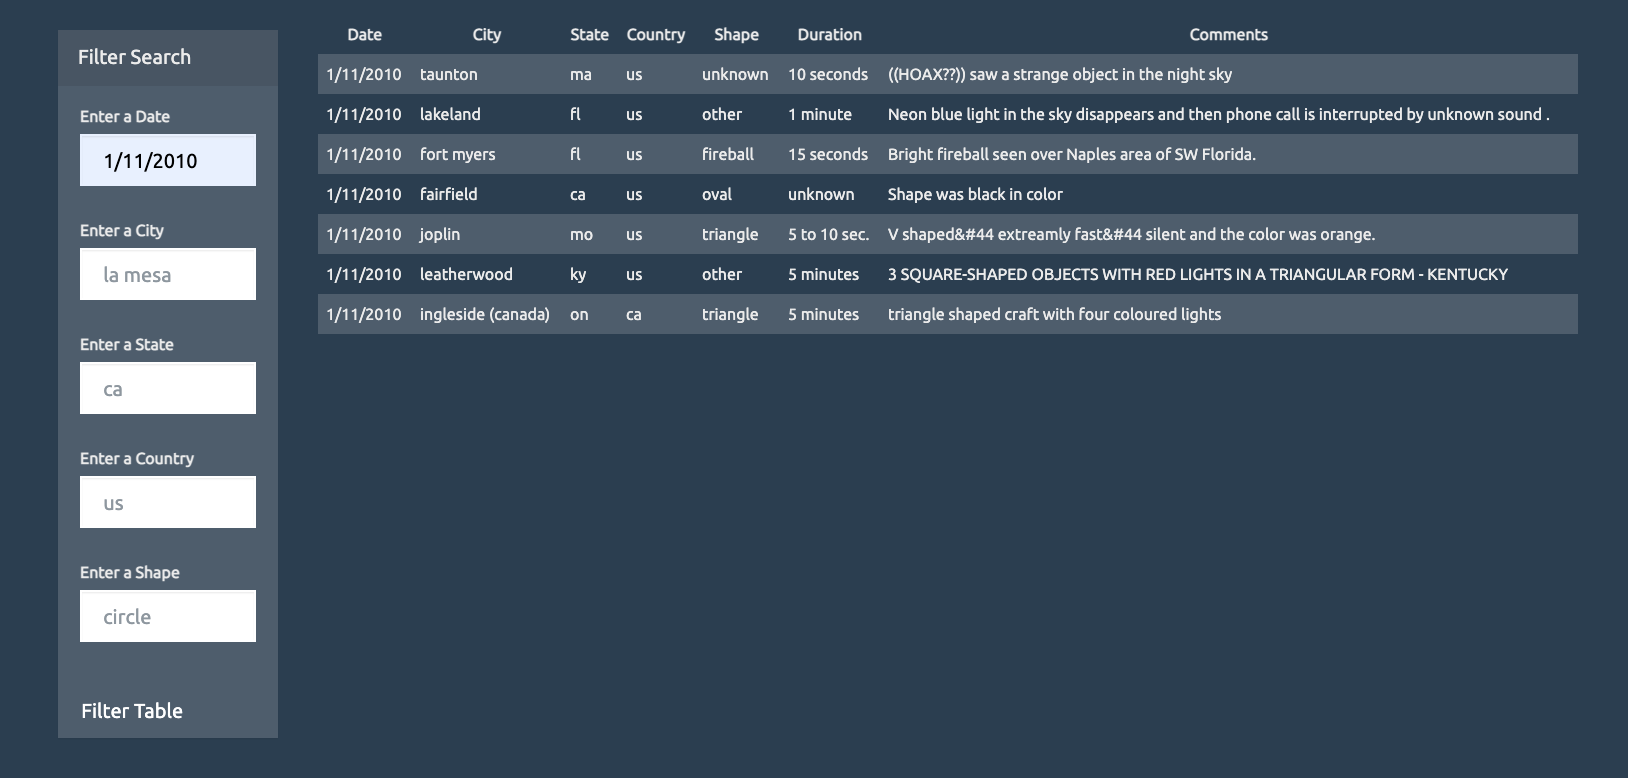 Filter Search
Enter a Date
1/11/2010
Enter a City
la mesa
Enter a State
ca
Enter a Country
us
Enter a Shape
circle
Filter Table
Date City State Country Shape Duration Comments
1/11/2010 taunton ma us unknown 10 seconds ((HOAX??)) saw a strange object in the night sky
1/11/2010 lakeland fl us other 1 minute Neon blue light in the sky disappears and then phone call is interrupted by unknown sound .
1/11/2010 fort myers fl us fireball 15 seconds Bright fireball seen over Naples area of SW Florida.
1/11/2010 fairfield ca us oval unknown Shape was black in color
1/11/2010 joplin mo us triangle 5 to 10 sec. V shaped&#44 extreamly fast&#44 silent and the color was orange.
1/11/2010 leatherwood ky us other 5 minutes 3 SQUARE-SHAPED OBJECTS WITH RED LIGHTS IN A TRIANGULAR FORM - KENTUCKY
1/11/2010 ingleside (canada) on ca triangle 5 minutes triangle shaped craft with four coloured lights